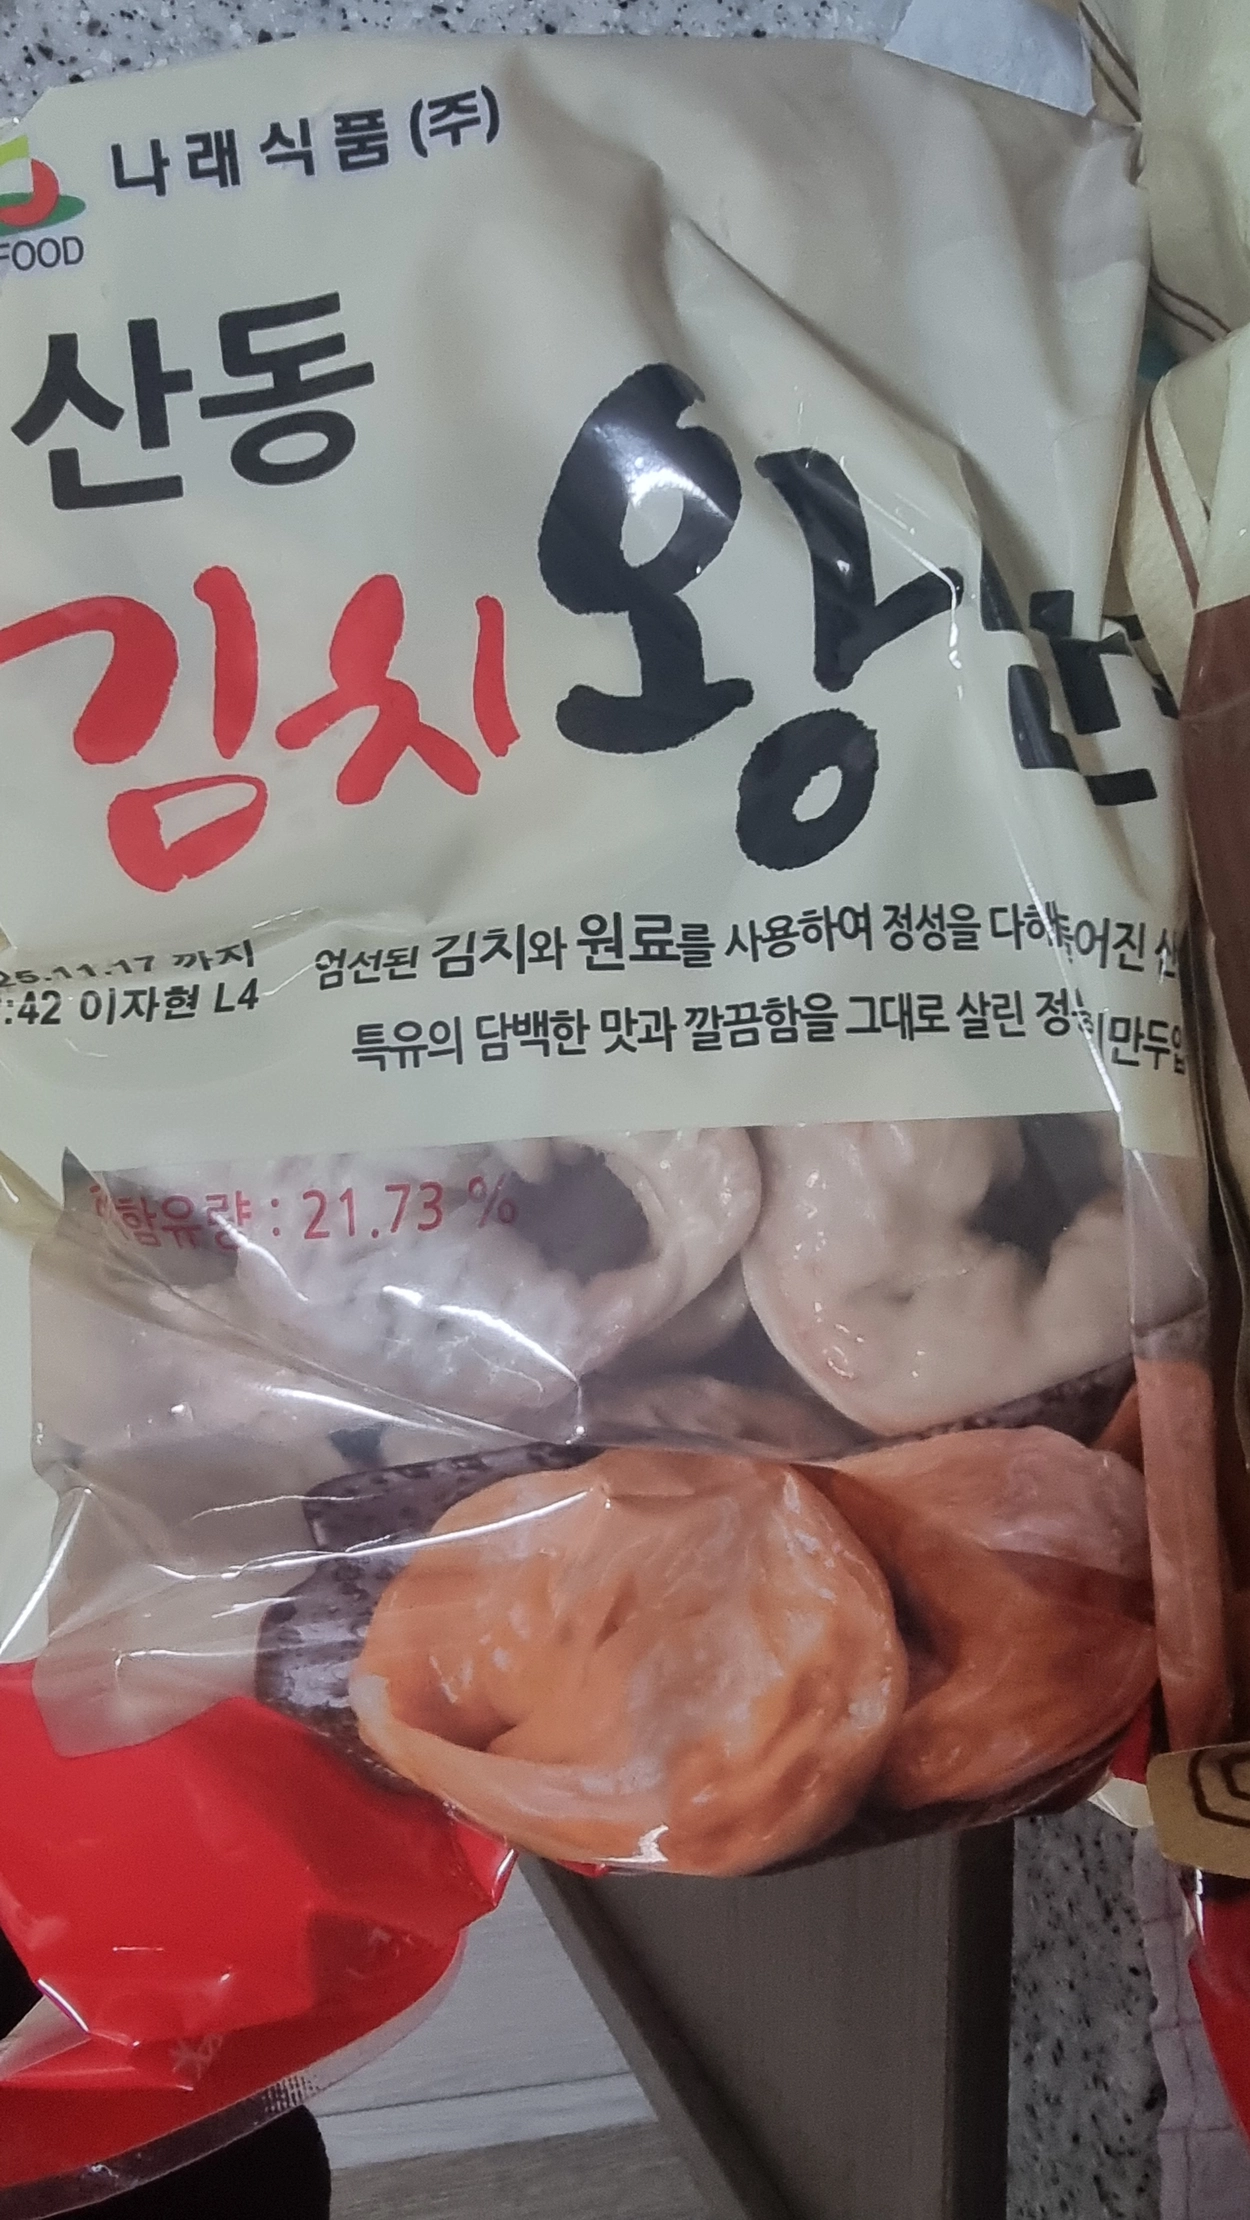 나래식품(주)
FOOD
산동
김치왕
25.11.17 까지
:42 이자현 L4
엄선된 김치와 원료를 사용하여 정성을 다해
특유의 담백한 맛과 깔끔함을 그대로 살린
함유량 : 21.73 %